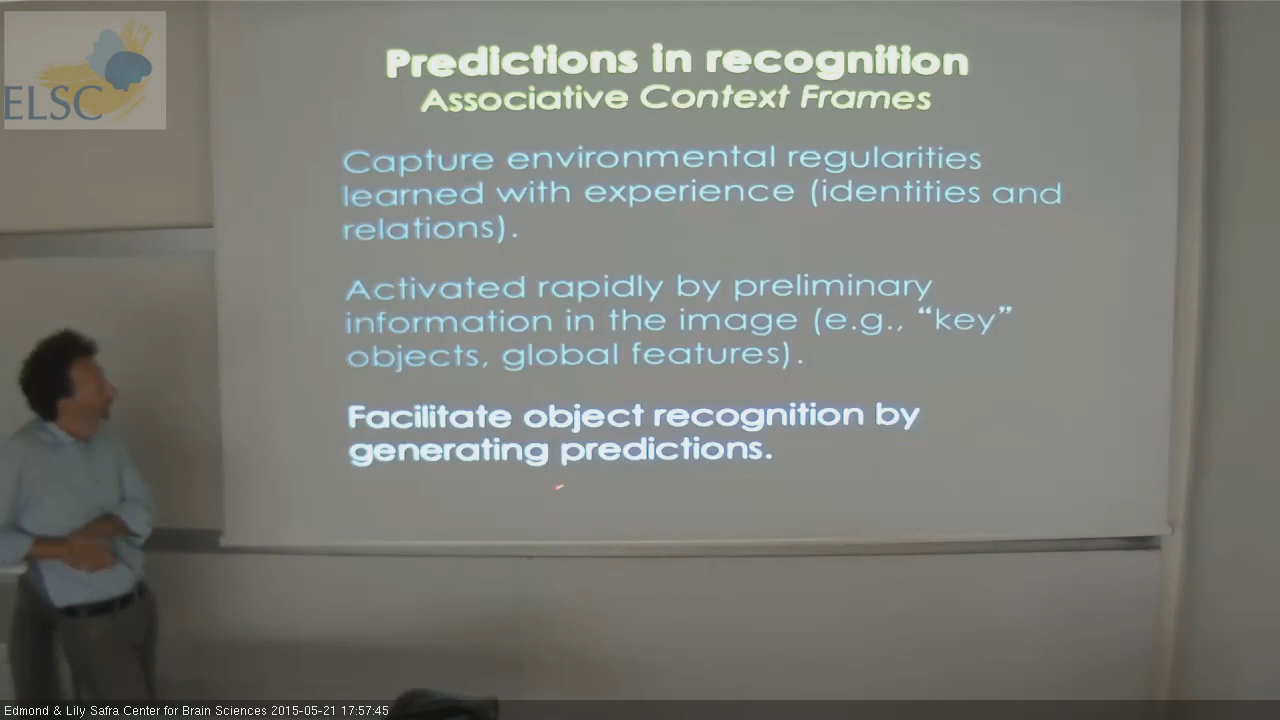 ELSC
Predictions in recognition
Associative Context Frames
Capture environmental regularities
learned with experience (identities and
relations).
Activated rapidly by preliminary
information in the image (e.g., “key”
objects, global features).
Facilitate object recognition by
generating predictions.
Edmond & Lily Safra Center for Brain Sciences 2015-05-21 17:57:45